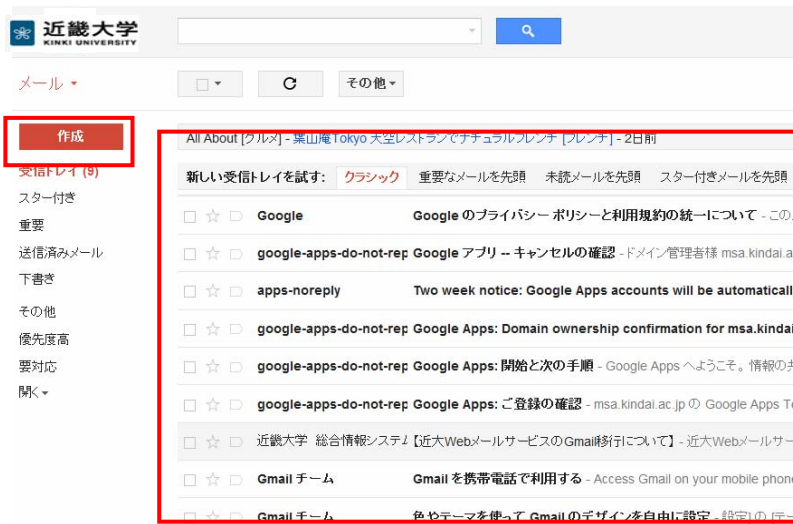 近畿大学
KINKI UNIVERSITY
メール
その他
作成
All About [グルメ] - 葉山庵Tokyo 天空レストランでナチュラルフレンチ [フレンチ] - 2日前
受信トレイ (9)
新しい受信トレイを試す: クラシック 重要なメールを先頭 未読メールを先頭 スター付きメールを先頭
スター付き
重要
送信済みメール
下書き
その他
優先度高
要対応
開く
Google Google のプライバシー ポリシーと利用規約の統一について - この
google-apps-do-not-rep Google アプリ -- キャンセルの確認 - ドメイン管理者様 msa.kindai.a
apps-noreply Two week notice: Google Apps accounts will be automaticall
google-apps-do-not-rep Google Apps: Domain ownership confirmation for msa.kindai
google-apps-do-not-rep Google Apps: 開始と次の手順 - Google Apps へようこそ。情報の共
google-apps-do-not-rep Google Apps: ご登録の確認 - msa.kindai.ac.jp の Google Apps Te
近畿大学 総合情報システム 【近大WebメールサービスのGmail移行について】 - 近大Webメールサー
Gmail チーム Gmail を携帯電話で利用する - Access Gmail on your mobile phone
Gmail チーム 色やテーマを使って Gmail のデザインを自由に設定 - 設定] の [テー